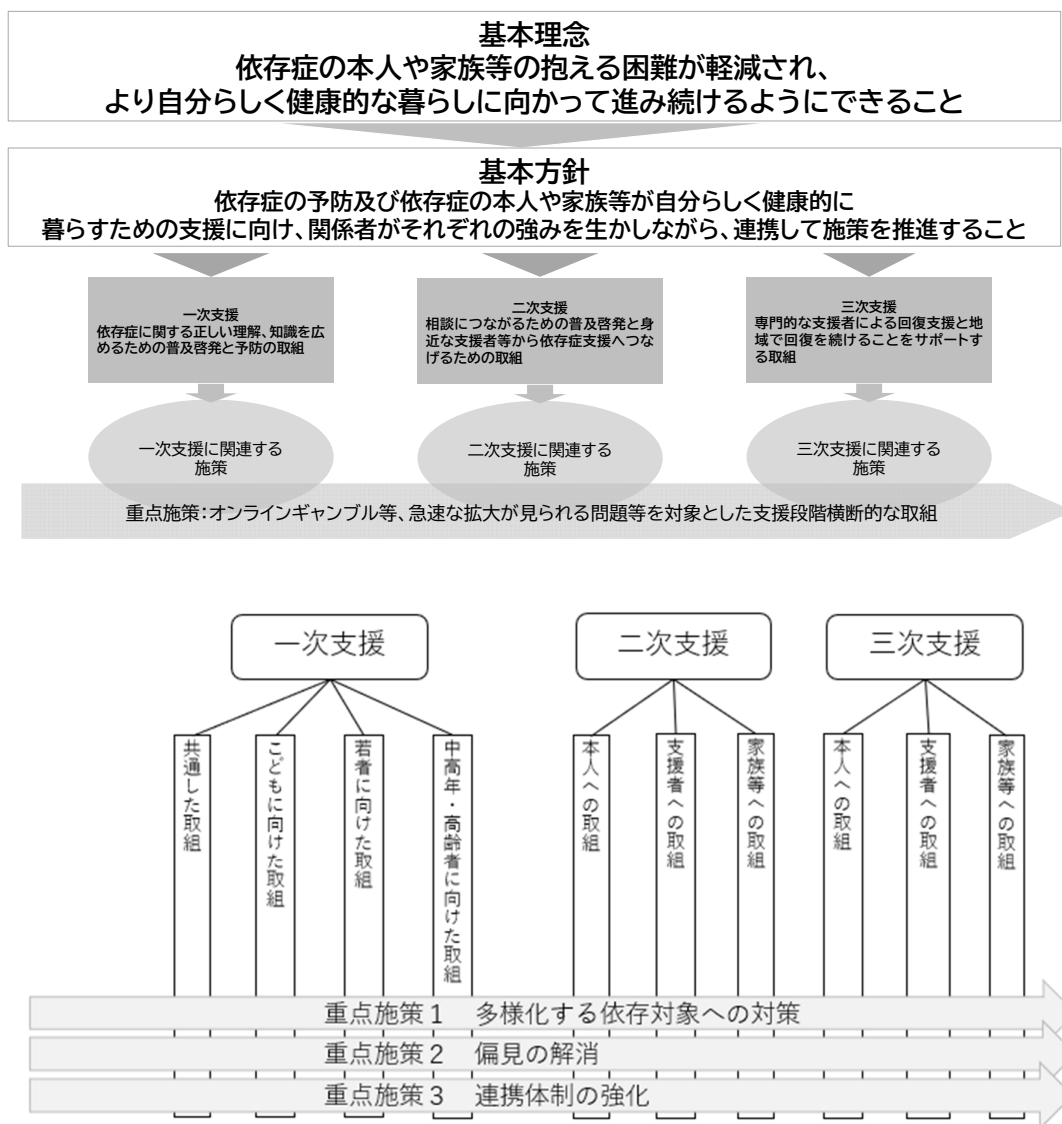 基本理念
依存症の本人や家族等の抱える困難が軽減され、
より自分らしく健康的な暮らしに向かって進み続けるようにできること
基本方針
依存症の予防及び依存症の本人や家族等が自分らしく健康的に
暮らすための支援に向け、関係者がそれぞれの強みを生かしながら、連携して施策を推進すること
一次支援
依存症に関する正しい理解、知識を広
めるための普及啓発と予防の取組
二次支援
相談につながるための普及啓発と身
近な支援者等から依存症支援へつな
げるための取組
三次支援
専門的な支援者による回復支援と地
域で回復を続けることをサポートす
る取組
一次支援に関連する
施策
二次支援に関連する
施策
三次支援に関連する
施策
重点施策：オンラインギャンブル等、急速な拡大が見られる問題等を対象とした支援段階横断的な取組
一次支援
二次支援
三次支援
共通した取組
こどもに向けた取組
若者に向けた取組
中高年・高齢者に向けた取組
本人への取組
支援者への取組
家族等への取組
本人への取組
支援者への取組
家族等への取組
重点施策１　多様化する依存対象への対策
重点施策２　偏見の解消
重点施策３　連携体制の強化